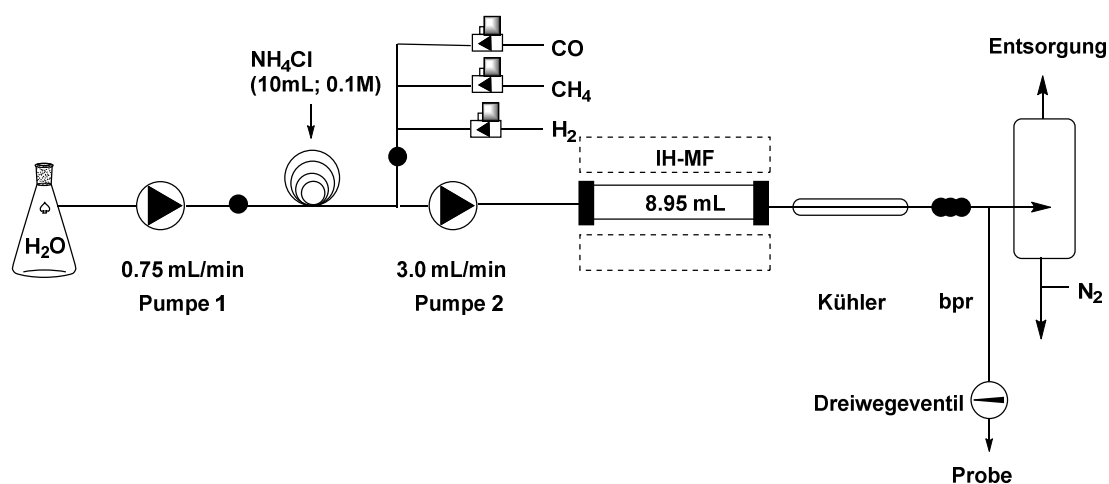 Entsorgung
CO
NH₄Cl
(10mL; 0.1M)
CH₄
H₂
IH-MF
8.95 mL
H₂O
0.75 mL/min
3.0 mL/min
Pumpe 1
Pumpe 2
Kühler
bpr
N₂
Dreiwegeventil
Probe